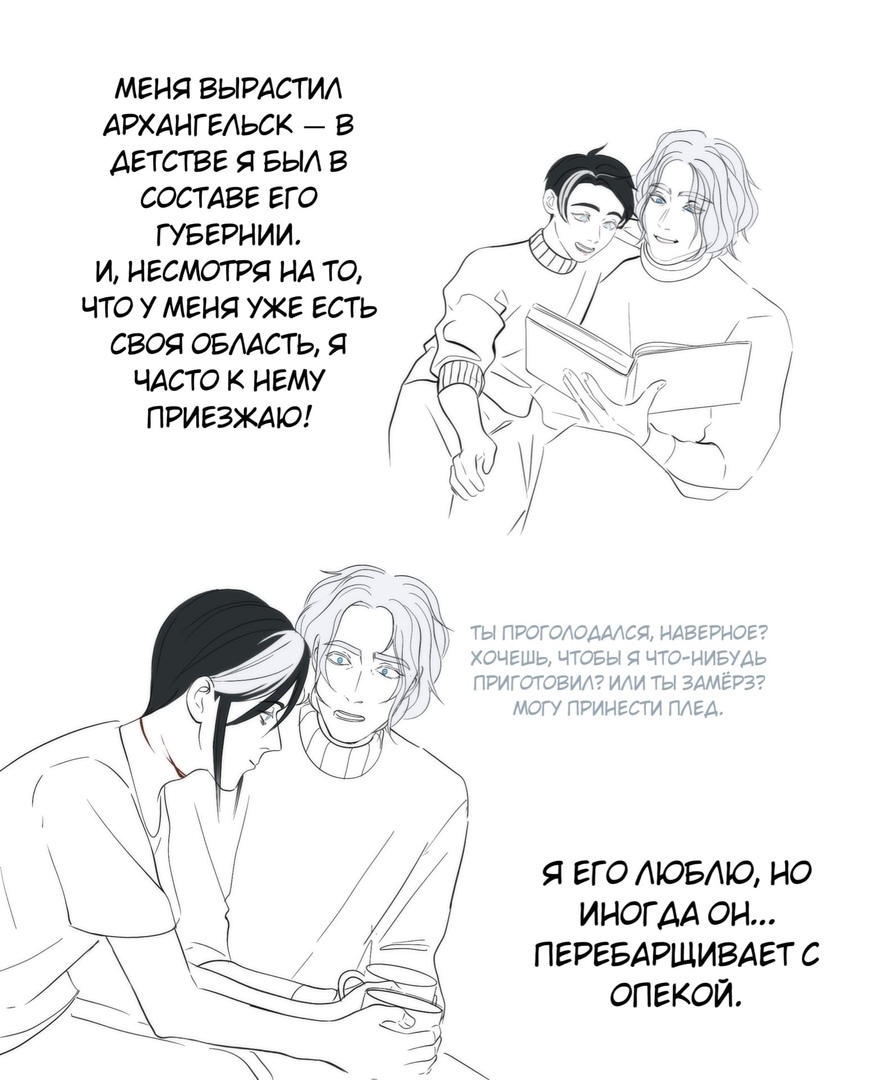 МЕНЯ ВЫРАСТИЛ
АРХАНГЕЛЬСК — В
ДЕТСТВЕ Я БЫЛ В
СОСТАВЕ ЕГО
ГУБЕРНИИ.
И, НЕСМОТРЯ НА ТО,
ЧТО У МЕНЯ УЖЕ ЕСТЬ
СВОЯ ОБЛАСТЬ, Я
ЧАСТО К НЕМУ
ПРИЕЗЖАЮ!
ТЫ ПРОГОЛОДАЛСЯ, НАВЕРНОЕ?
ХОЧЕШЬ, ЧТОБЫ Я ЧТО-НИБУДЬ
ПРИГОТОВИЛ? ИЛИ ТЫ ЗАМЁРЗ?
МОГУ ПРИНЕСТИ ПЛЕД.
Я ЕГО ЛЮБЛЮ, НО
ИНОГДА ОН...
ПЕРЕБАРЩИВАЕТ С
ОПЕКОЙ.